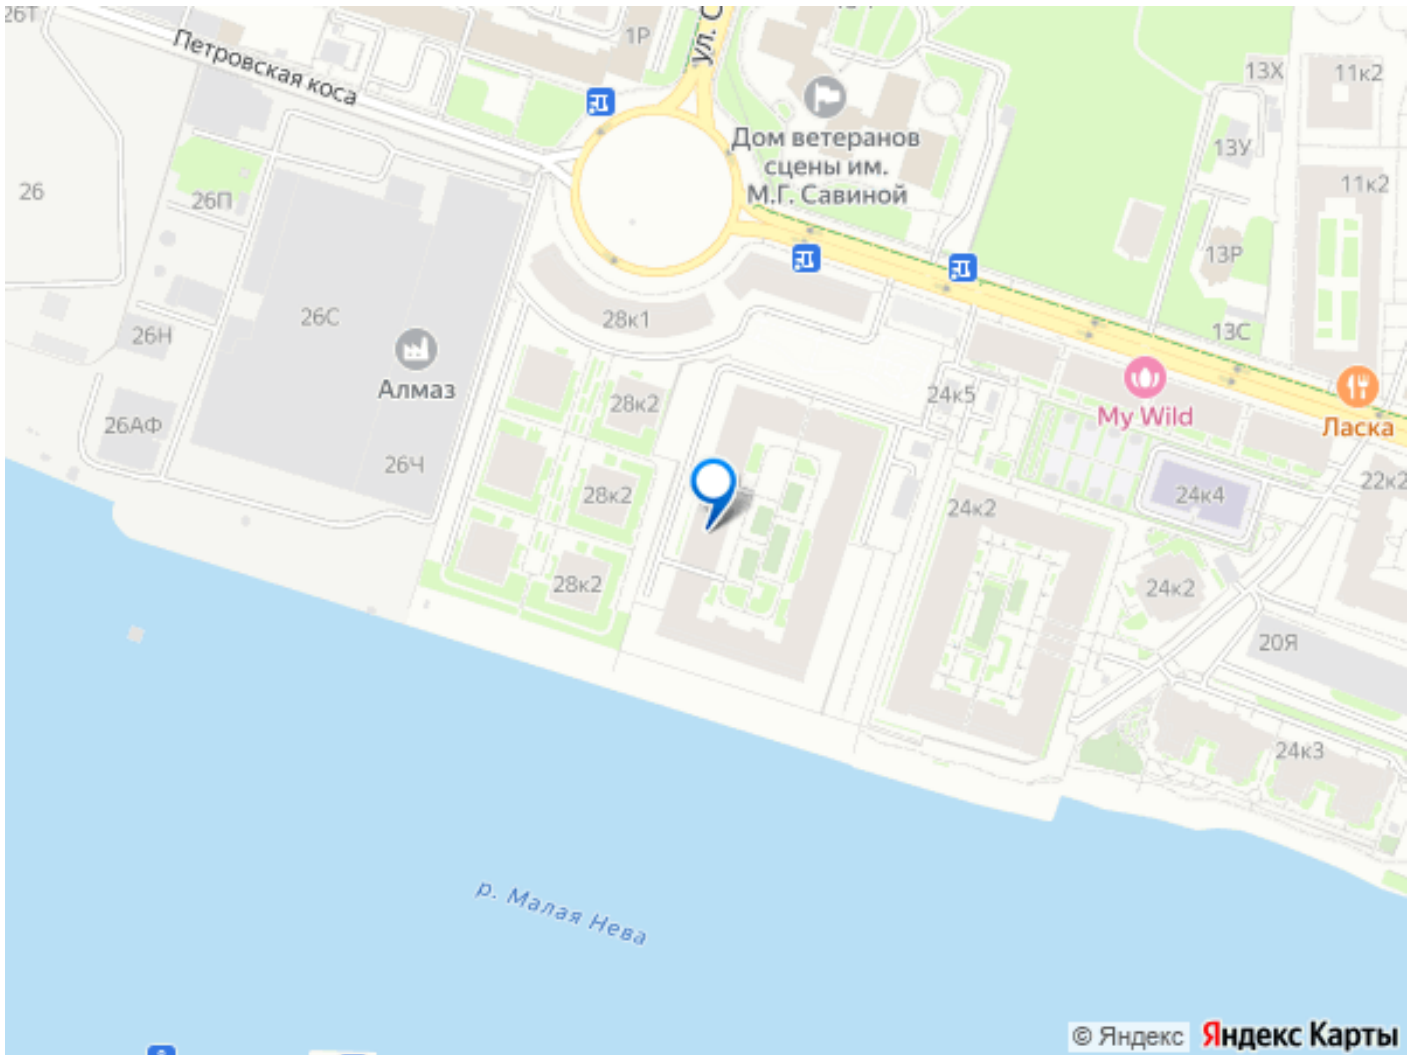 26Т
1Р
ул. С
Петровская коса
13Х
11к2
Дом ветеранов
сцены им.
М.Г. Савиной
13У
11к2
26
26П
13Р
26С
28к1
13С
26Н
Алмаз
28к2
24к5
My Wild
Ласка
26АФ
26Ч
28к2
24к2
24к4
22к2
28к2
24к2
20Я
24к3
р. Малая Нева
© Яндекс Яндекс Карты